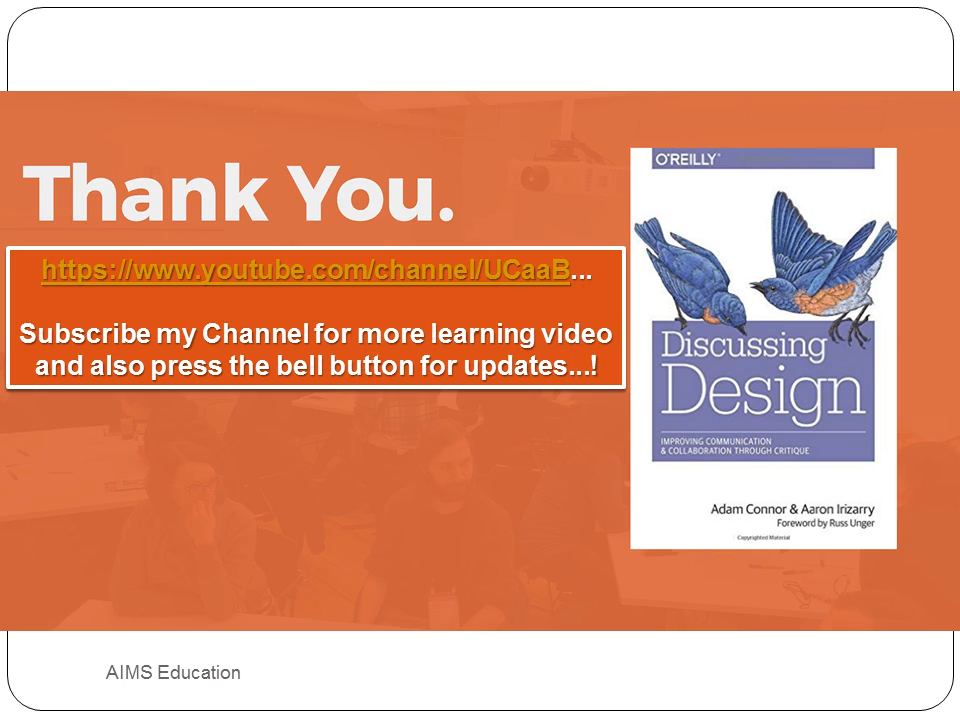 Thank You.
https://www.youtube.com/channel/UCaaB...
Subscribe my Channel for more learning video
and also press the bell button for updates...!
O'REILLY®
Discussing
Design
IMPROVING COMMUNICATION
& COLLABORATION THROUGH CRITIQUE
Adam Connor & Aaron Irizarry
Foreword by Russ Unger
Copyrighted Material
AIMS Education